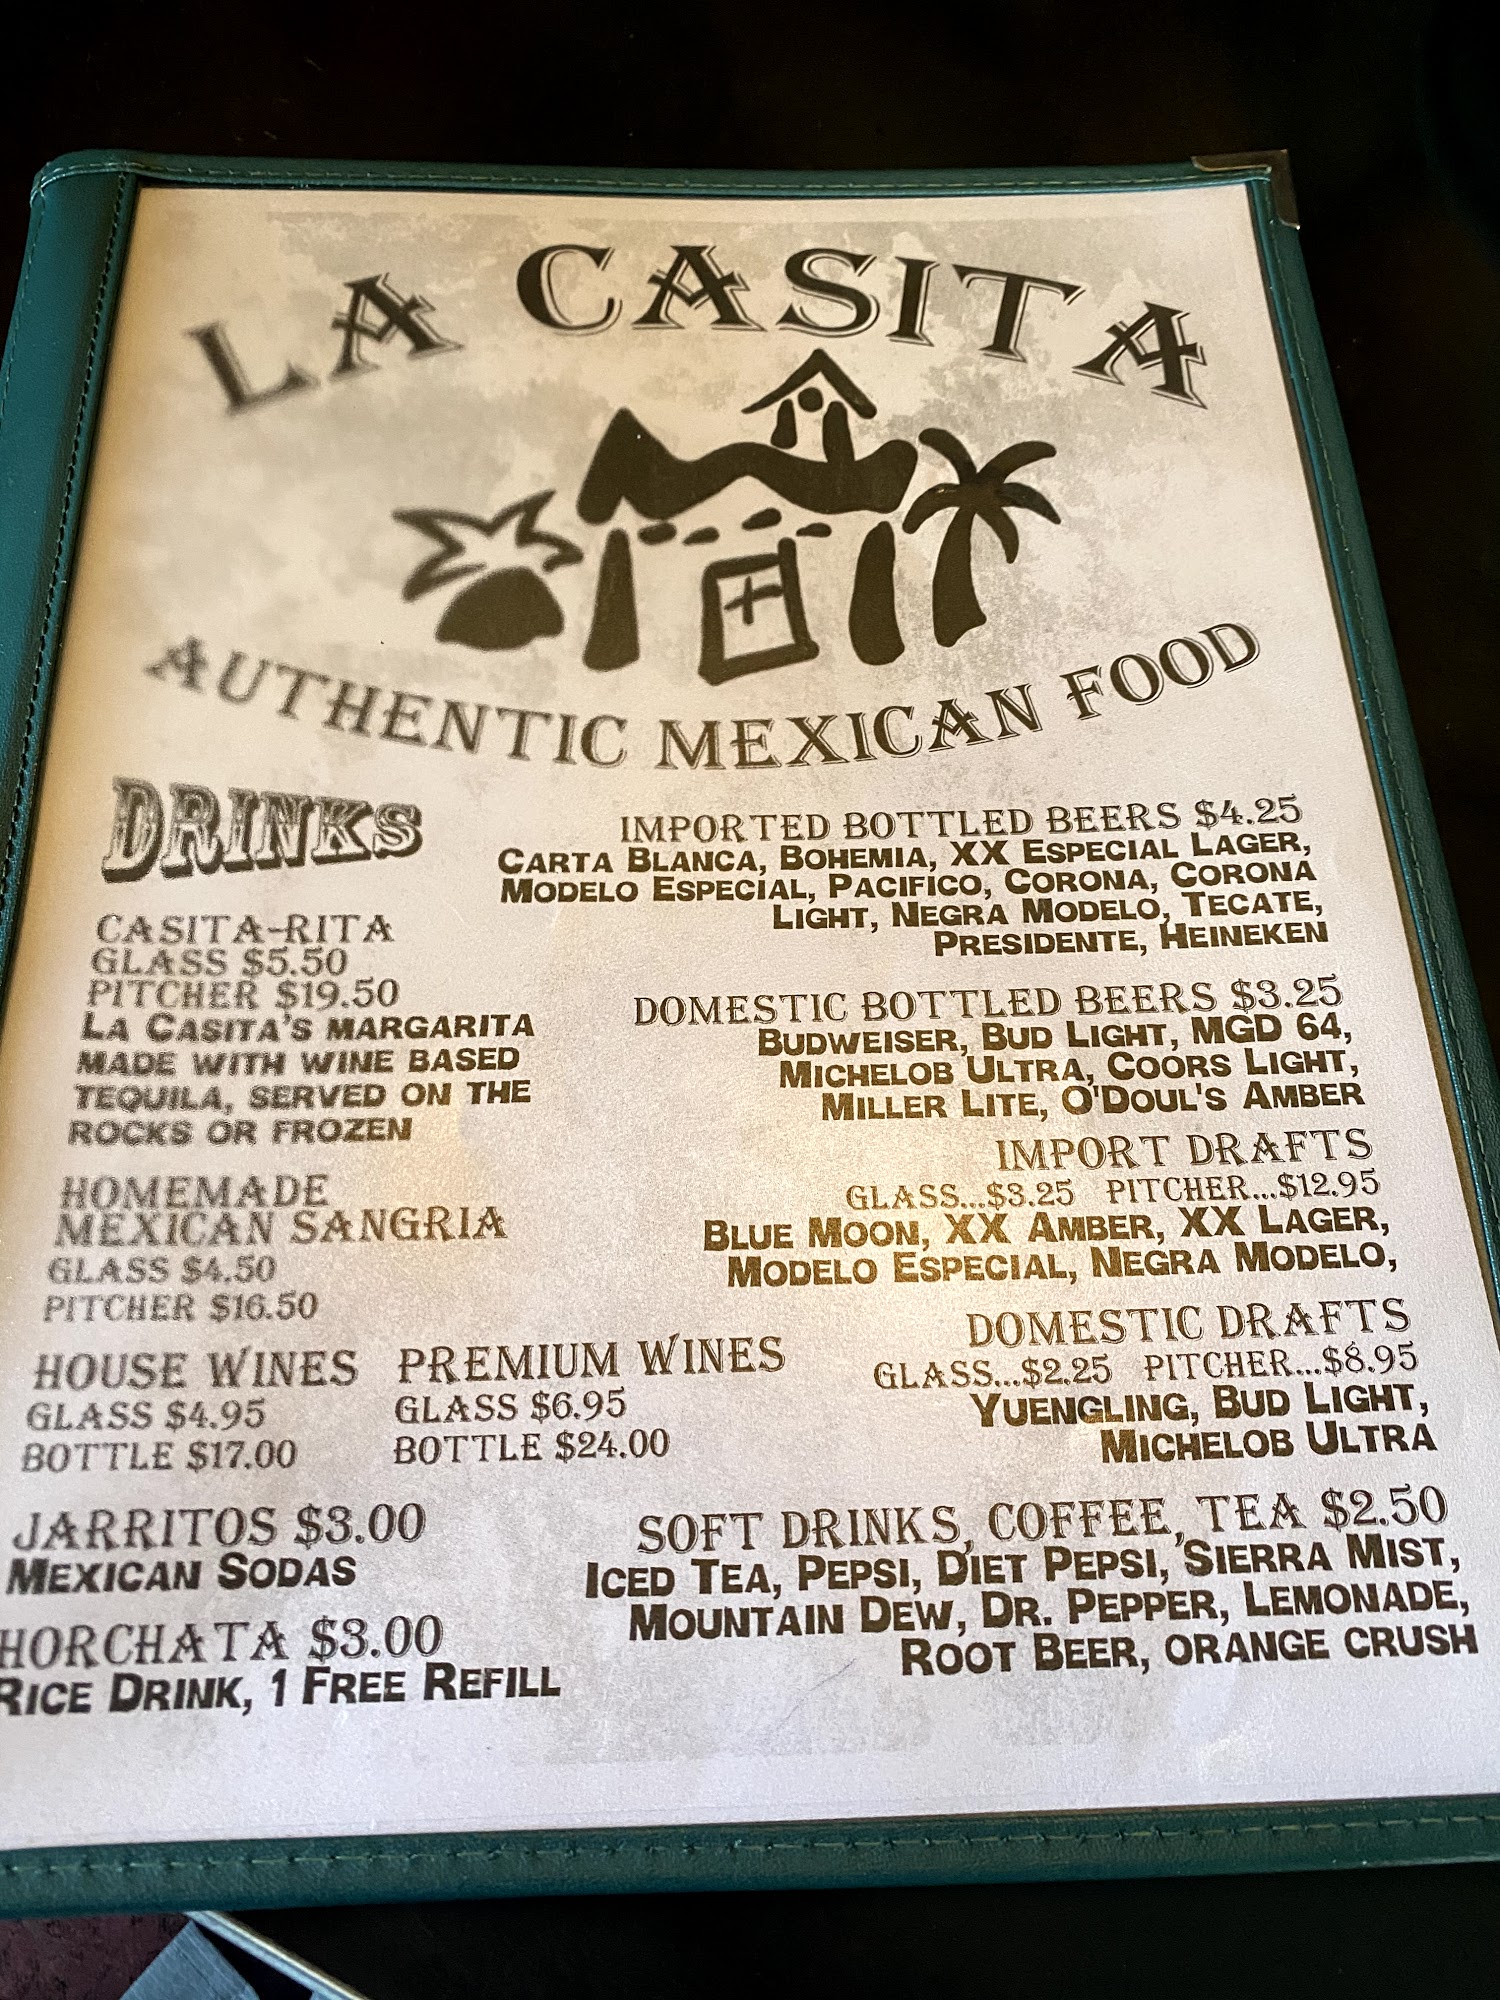 LA CASITA
AUTHENTIC MEXICAN FOOD
DRINKS
CASITA-RITA
GLASS $5.50
PITCHER $19.50
LA CASITA'S MARGARITA
MADE WITH WINE BASED
TEQUILA, SERVED ON THE
ROCKS OR FROZEN
HOMEMADE
MEXICAN SANGRIA
GLASS $4.50
PITCHER $16.50
HOUSE WINES
GLASS $4.95
BOTTLE $17.00
PREMIUM WINES
GLASS $6.95
BOTTLE $24.00
JARRITOS $3.00
MEXICAN SODAS
HORCHATA $3.00
RICE DRINK, 1 FREE REFILL
IMPORTED BOTTLED BEERS $4.25
CARTA BLANCA, BOHEMIA, XX ESPECIAL LAGER,
MODELO ESPECIAL, PACIFICO, CORONA, CORONA
LIGHT, NEGRA MODELO, TECATE,
PRESIDENTE, HEINEKEN
DOMESTIC BOTTLED BEERS $3.25
BUDWEISER, BUD LIGHT, MGD 64,
MICHELOB ULTRA, COORS LIGHT,
MILLER LITE, O'DOUL'S AMBER
IMPORT DRAFTS
GLASS...$3.25 PITCHER...$12.95
BLUE MOON, XX AMBER, XX LAGER,
MODELO ESPECIAL, NEGRA MODELO,
DOMESTIC DRAFTS
GLASS...$2.25 PITCHER...$8.95
YUENGLING, BUD LIGHT,
MICHELOB ULTRA
SOFT DRINKS, COFFEE, TEA $2.50
ICED TEA, PEPSI, DIET PEPSI, SIERRA MIST,
MOUNTAIN DEW, DR. PEPPER, LEMONADE,
ROOT BEER, ORANGE CRUSH